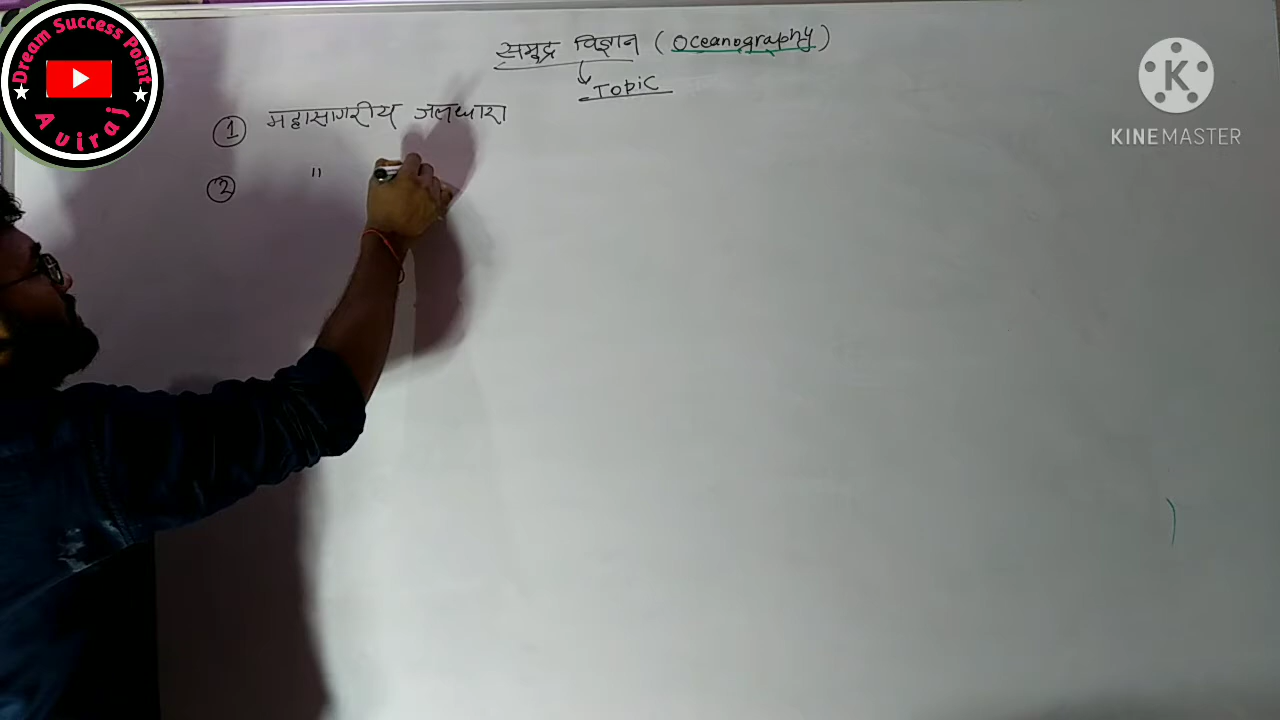 Dream Success Point
Aviraj
समुद्र विज्ञान ( Oceanography )
Topic
① महासागरीय जलधारा
② "
K
KINEMASTER